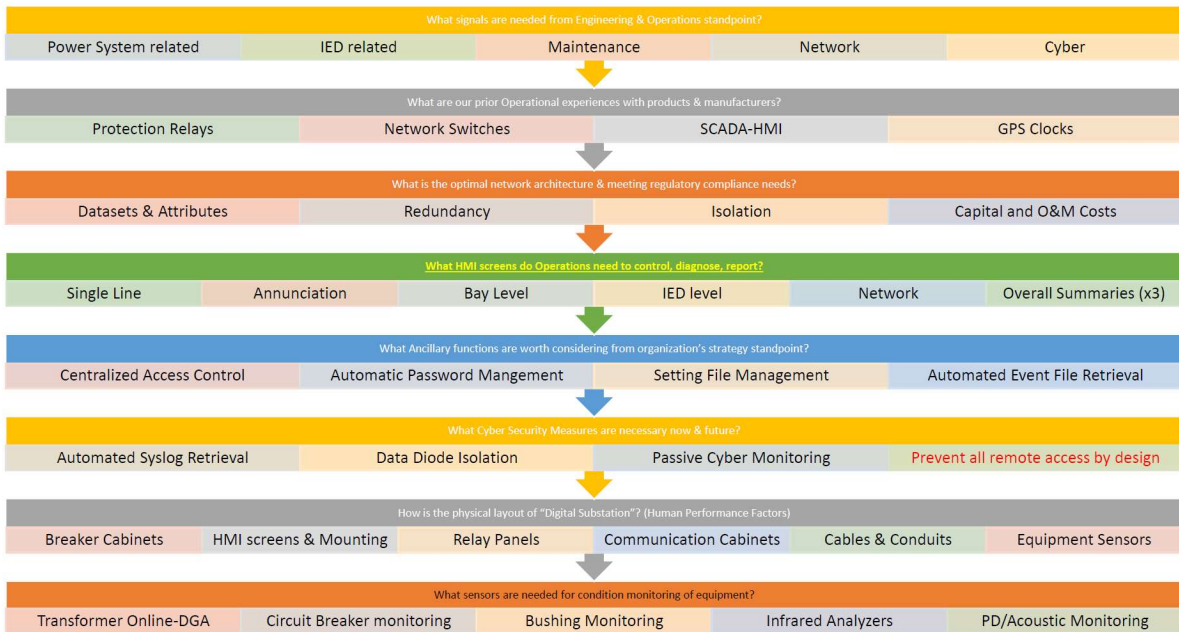 What signals are needed from Engineering & Operations standpoint?
Power System related IED related Maintenance Network Cyber
What are our prior Operational experiences with products & manufacturers?
Protection Relays Network Switches SCADA-HMI GPS Clocks
What is the optimal network architecture & meeting regulatory compliance needs?
Datasets & Attributes Redundancy Isolation Capital and O&M Costs
What HMI screens do Operations need to control, diagnose, report?
Single Line Annunciation Bay Level IED level Network Overall Summaries (x3)
What Ancillary functions are worth considering from organization's strategy standpoint?
Centralized Access Control Automatic Password Mangement Setting File Management Automated Event File Retrieval
What Cyber Security Measures are necessary now & future?
Automated Syslog Retrieval Data Diode Isolation Passive Cyber Monitoring Prevent all remote access by design
How is the physical layout of "Digital Substation"? (Human Performance Factors)
Breaker Cabinets HMI screens & Mounting Relay Panels Communication Cabinets Cables & Conduits Equipment Sensors
What sensors are needed for condition monitoring of equipment?
Transformer Online-DGA Circuit Breaker monitoring Bushing Monitoring Infrared Analyzers PD/Acoustic Monitoring